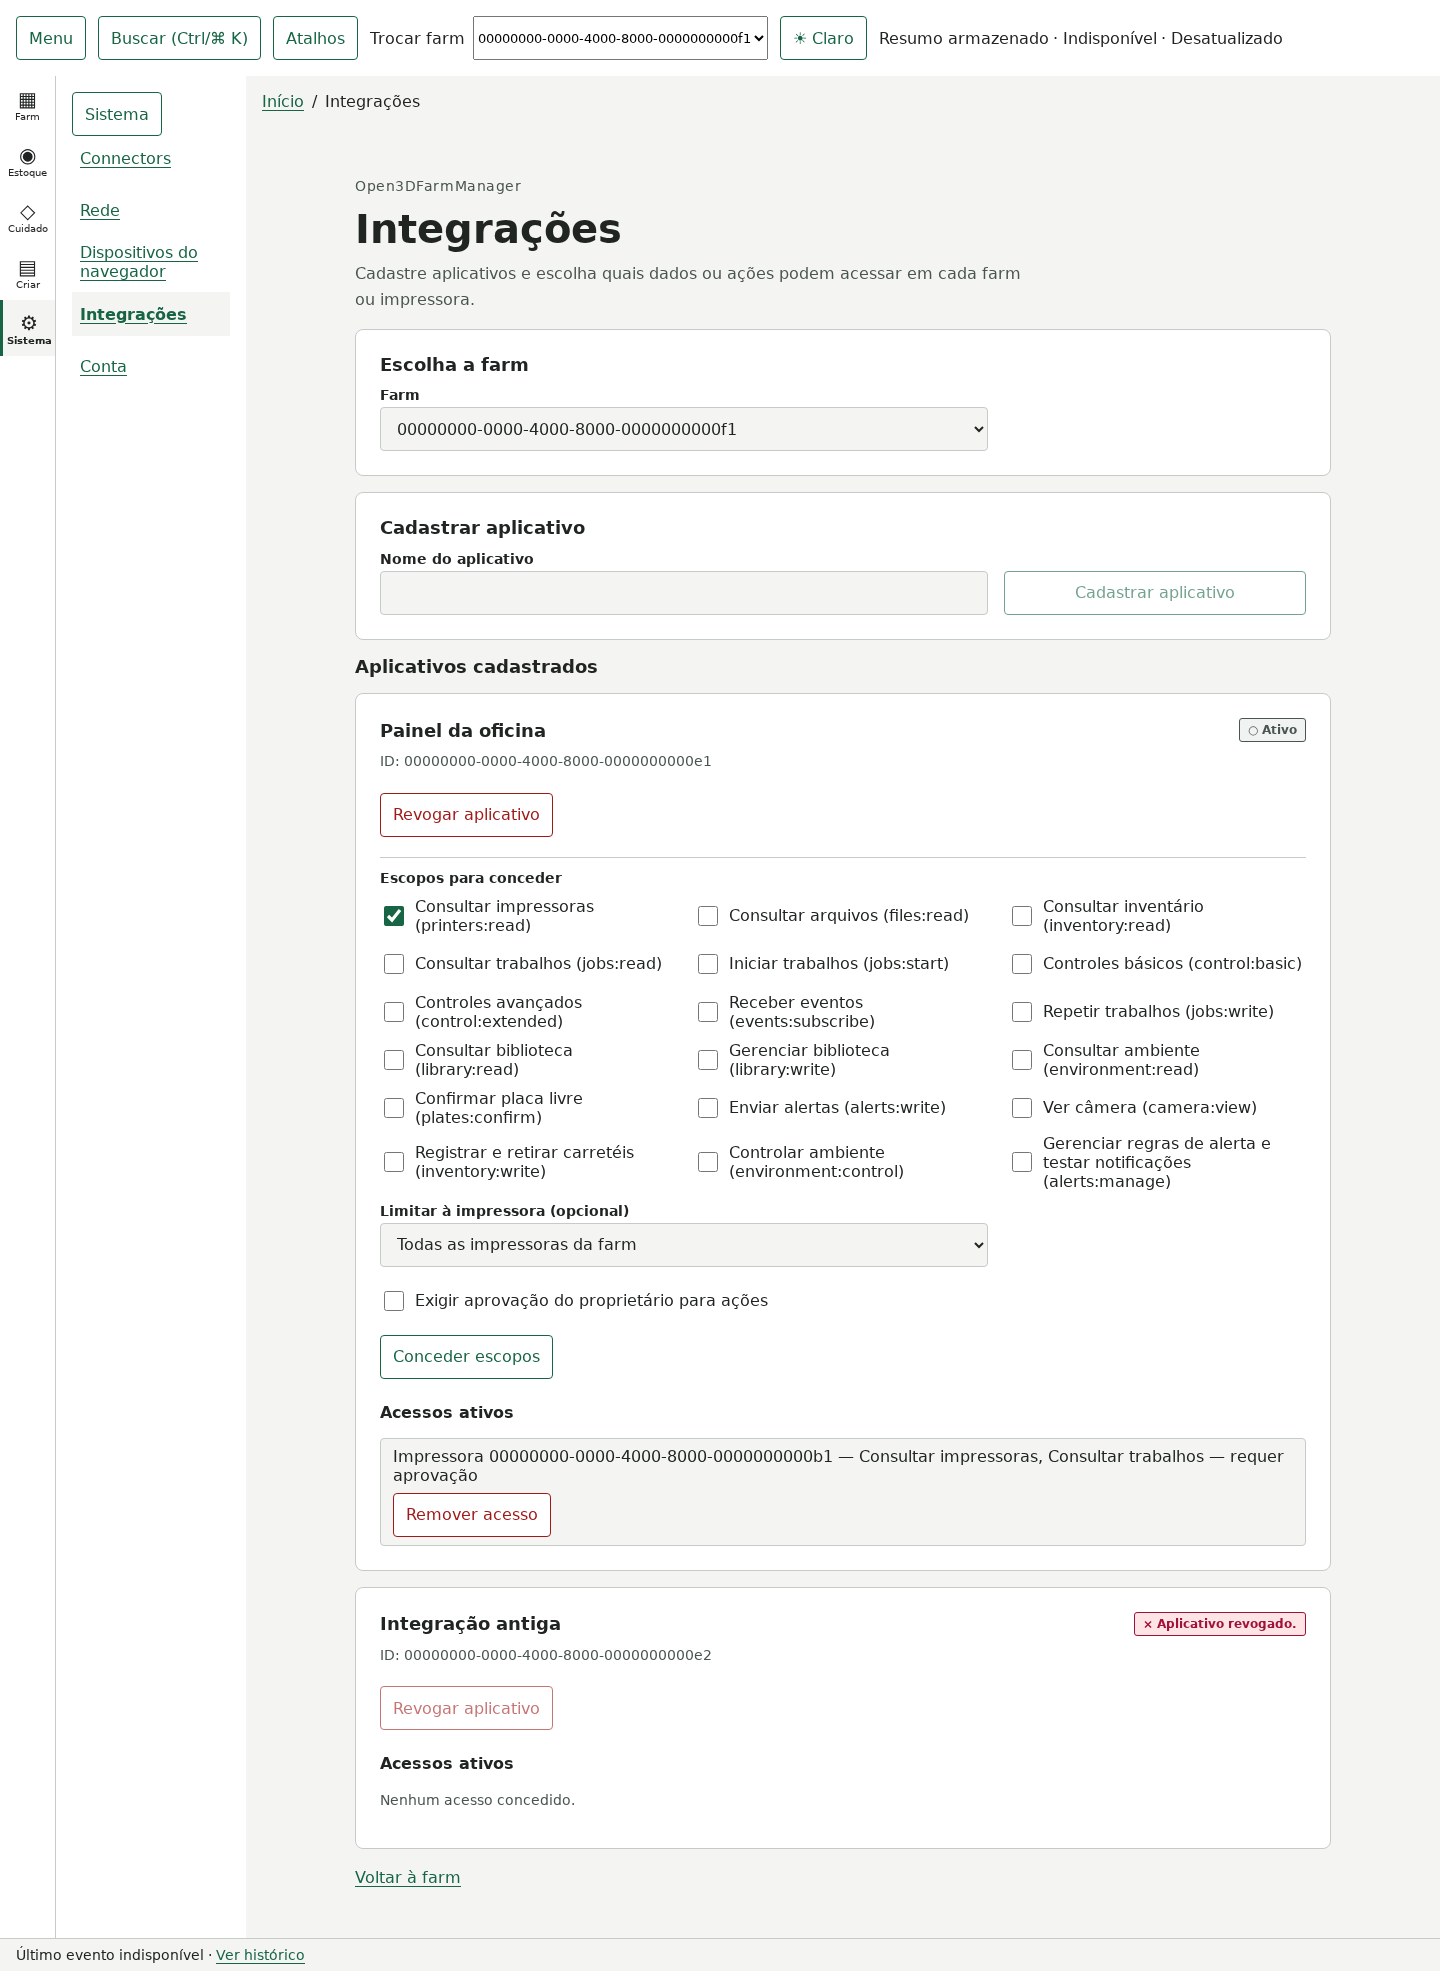 Menu
Buscar (Ctrl/⌘ K)
Atalhos
Trocar farm
00000000-0000-4000-8000-0000000000f1
☀ Claro
Resumo armazenado · Indisponível · Desatualizado
Farm
Estoque
Cuidado
Criar
Sistema
Sistema
Connectors
Rede
Dispositivos do
navegador
Integrações
Conta
Início / Integrações
Open3DFarmManager
Integrações
Cadastre aplicativos e escolha quais dados ou ações podem acessar em cada farm
ou impressora.
Escolha a farm
Farm
00000000-0000-4000-8000-0000000000f1
Cadastrar aplicativo
Nome do aplicativo
Cadastrar aplicativo
Aplicativos cadastrados
Painel da oficina
○ Ativo
ID: 00000000-0000-4000-8000-0000000000e1
Revogar aplicativo
Escopos para conceder
Consultar impressoras
(printers:read)
Consultar arquivos (files:read)
Consultar inventário
(inventory:read)
Consultar trabalhos (jobs:read)
Iniciar trabalhos (jobs:start)
Controles básicos (control:basic)
Controles avançados
(control:extended)
Receber eventos
(events:subscribe)
Repetir trabalhos (jobs:write)
Consultar biblioteca
(library:read)
Gerenciar biblioteca
(library:write)
Consultar ambiente
(environment:read)
Confirmar placa livre
(plates:confirm)
Enviar alertas (alerts:write)
Ver câmera (camera:view)
Registrar e retirar carretéis
(inventory:write)
Controlar ambiente
(environment:control)
Gerenciar regras de alerta e
testar notificações
(alerts:manage)
Limitar à impressora (opcional)
Todas as impressoras da farm
Exigir aprovação do proprietário para ações
Conceder escopos
Acessos ativos
Impressora 00000000-0000-4000-8000-0000000000b1 — Consultar impressoras, Consultar trabalhos — requer
aprovação
Remover acesso
Integração antiga
× Aplicativo revogado.
ID: 00000000-0000-4000-8000-0000000000e2
Revogar aplicativo
Acessos ativos
Nenhum acesso concedido.
Voltar à farm
Último evento indisponível · Ver histórico